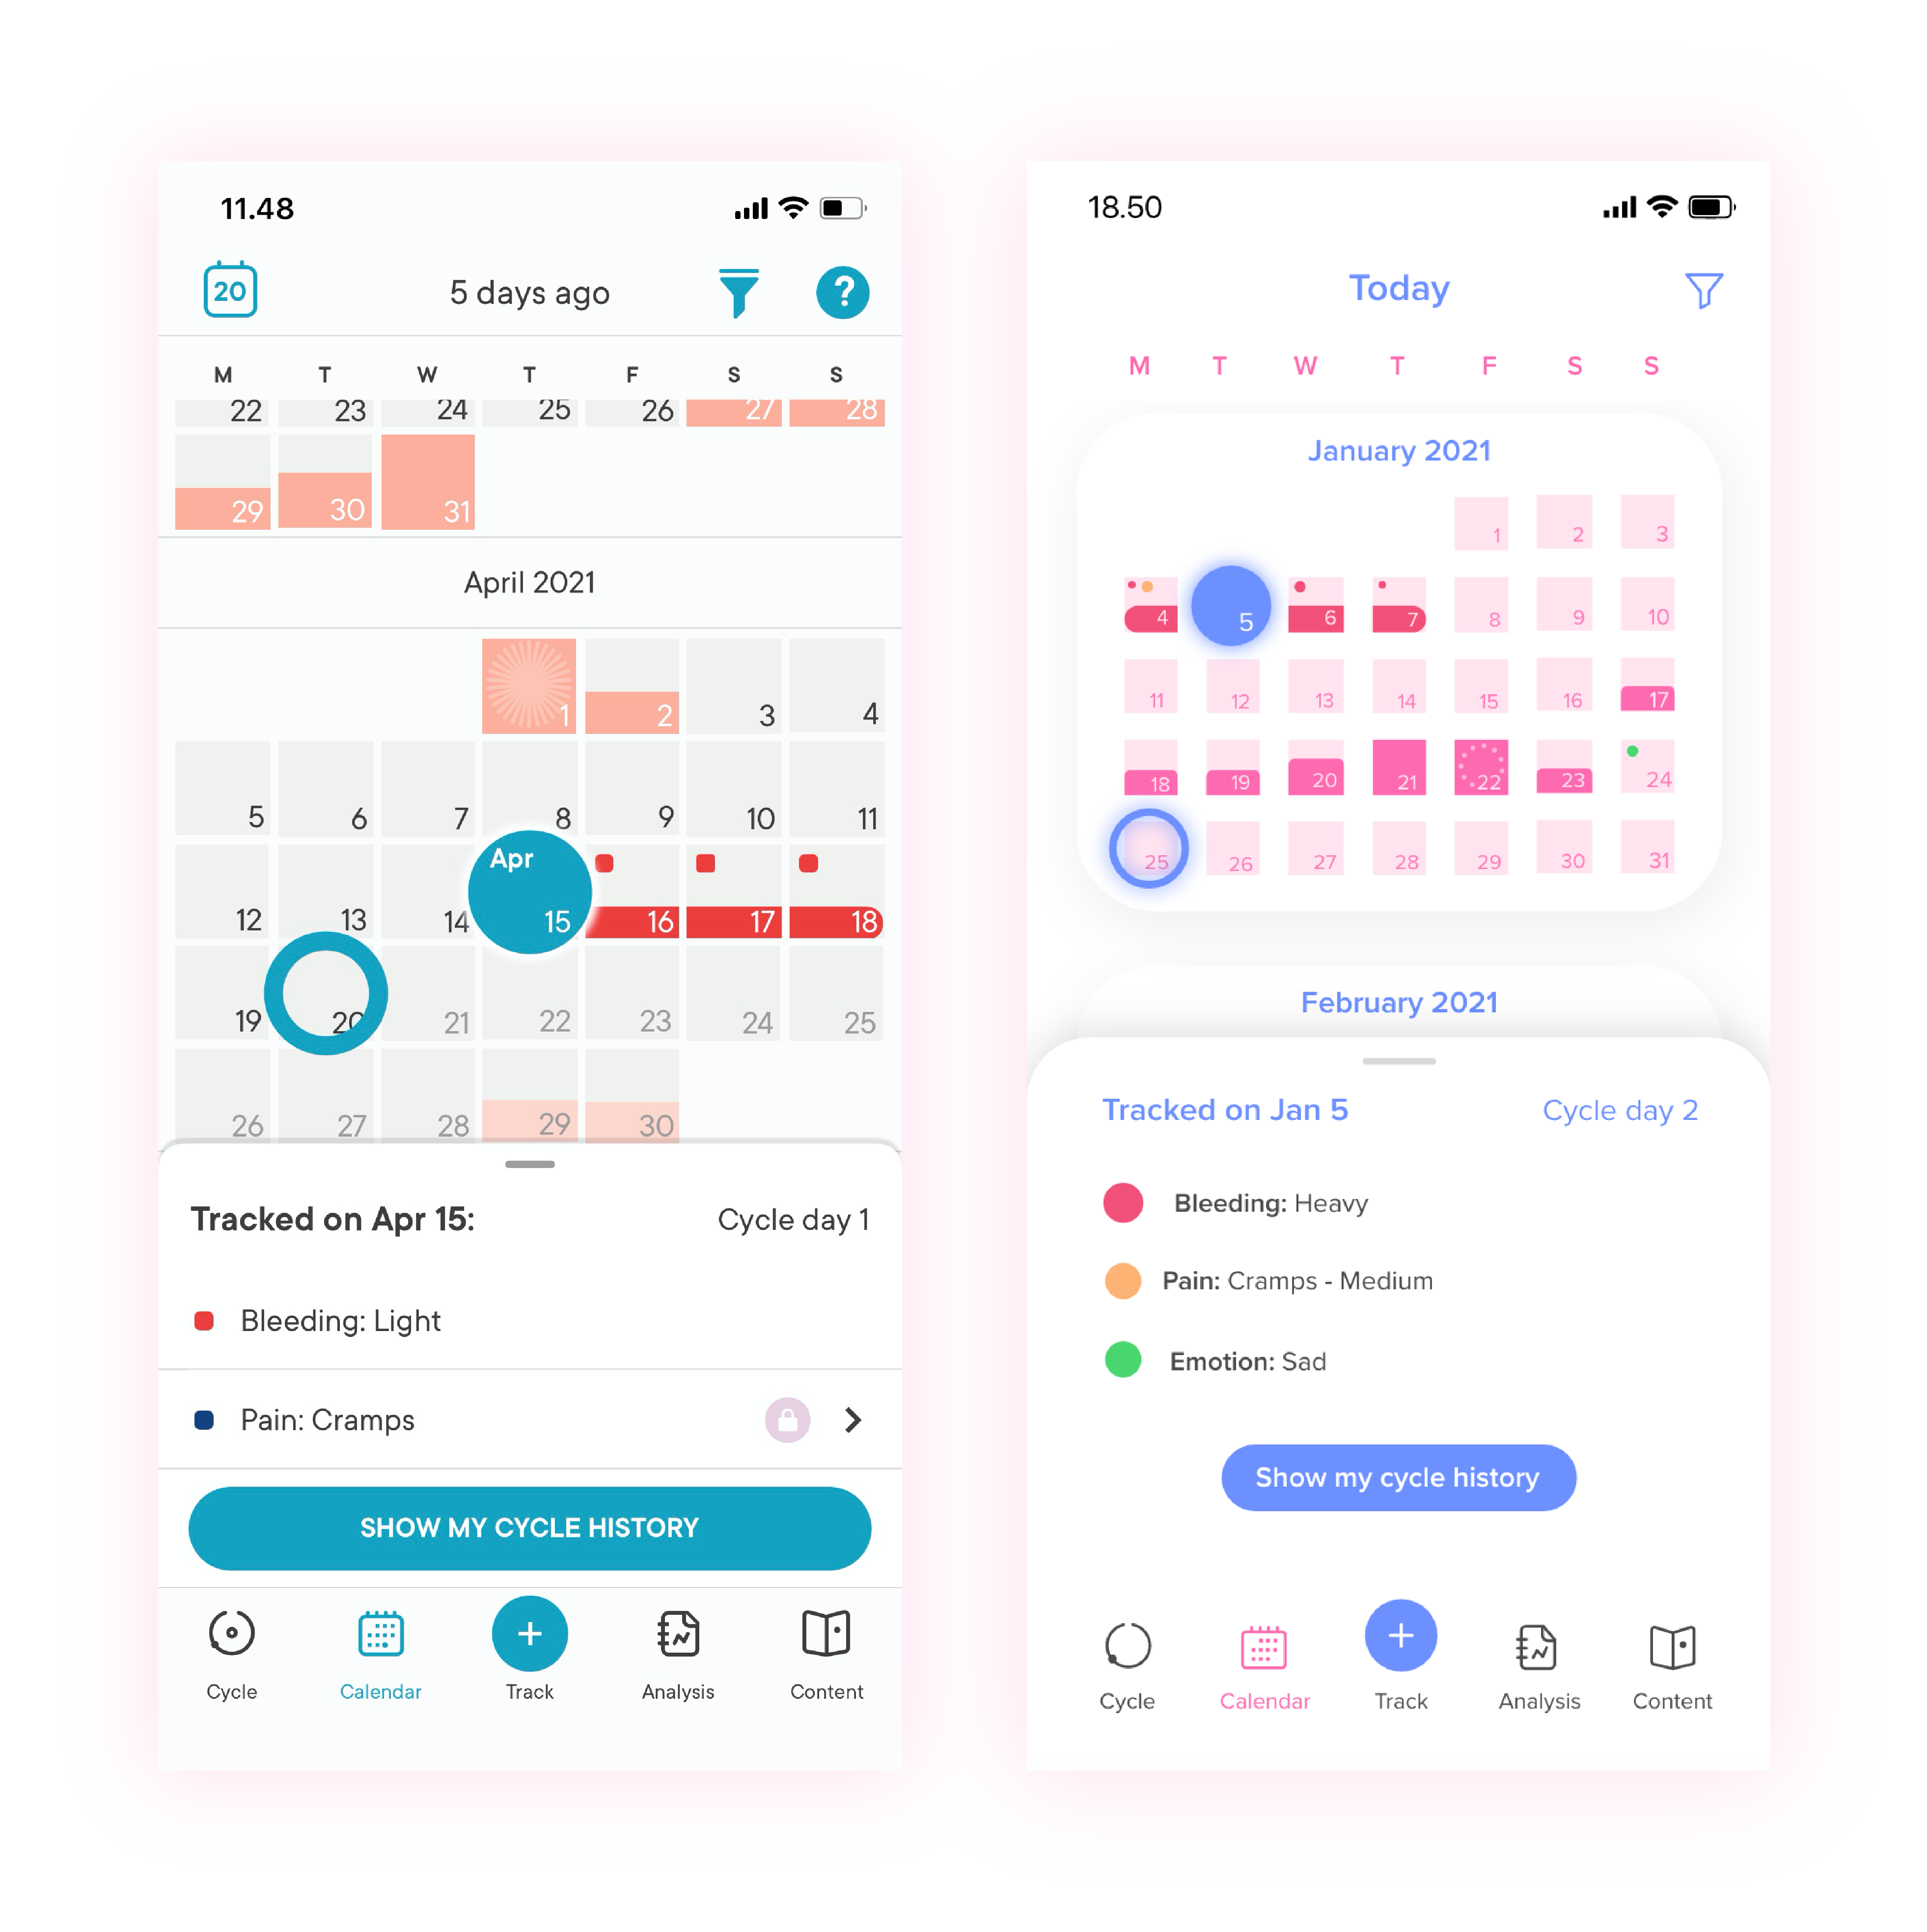 11.48
20
5 days ago
?
M T W T F S S
22 23 24 25 26 27 28
29 30 31
April 2021
1 2 3 4
5 6 7 8 9 10 11
12 13 14 Apr 15 16 17 18
19 20 21 22 23 24 25
26 27 28 29 30
Tracked on Apr 15:
Cycle day 1
Bleeding: Light
Pain: Cramps
SHOW MY CYCLE HISTORY
Cycle Calendar Track Analysis Content
18.50
Today
M T W T F S S
January 2021
1 2 3
4 5 6 7 8 9 10
11 12 13 14 15 16 17
18 19 20 21 22 23 24
25 26 27 28 29 30 31
February 2021
Tracked on Jan 5
Cycle day 2
Bleeding: Heavy
Pain: Cramps - Medium
Emotion: Sad
Show my cycle history
Cycle Calendar Track Analysis Content